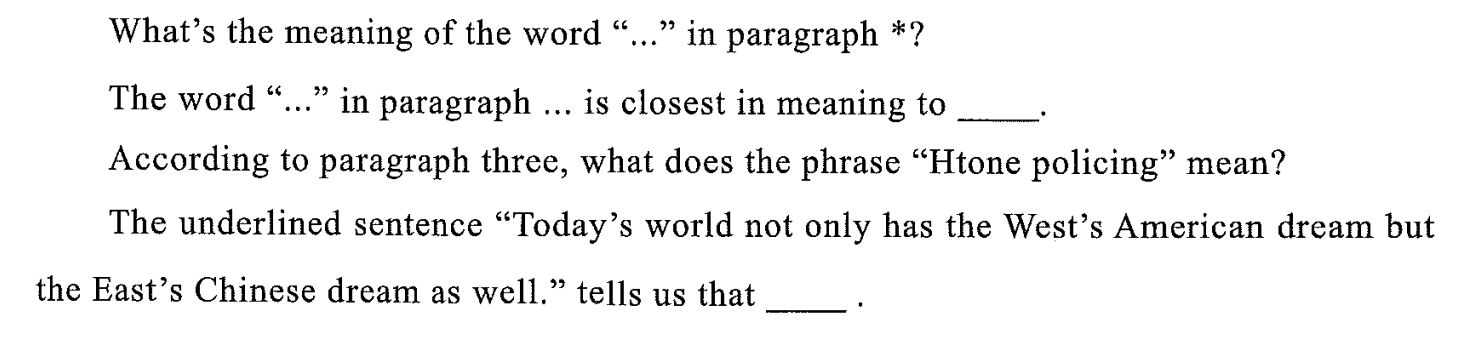 What's the meaning of the word “...” in paragraph *?
The word “...” in paragraph ... is closest in meaning to _____.
According to paragraph three, what does the phrase “Htone policing” mean?
The underlined sentence “Today's world not only has the West's American dream but
the East's Chinese dream as well.” tells us that _____ .